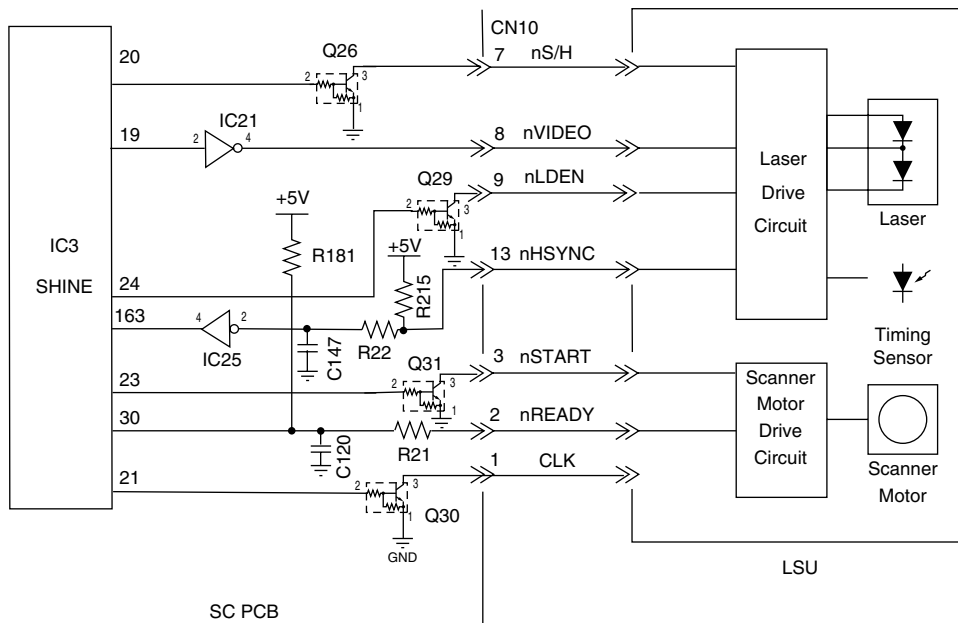 CN10
20
Q26
7 nS/H
2
3
1
19
IC21
2
4
8 nVIDEO
Q29
9 nLDEN
2
3
1
Laser
Drive
Circuit
Laser
+5V
R181
+5V
R215
13 nHSYNC
IC3
SHINE
24
163
4
2
IC25
C147
R22
Timing
Sensor
Q31
3 nSTART
23
2
3
1
30
C120
R21
2 nREADY
Scanner
Motor
Drive
Circuit
Scanner
Motor
21
2
3
1
Q30
1 CLK
GND
LSU
SC PCB